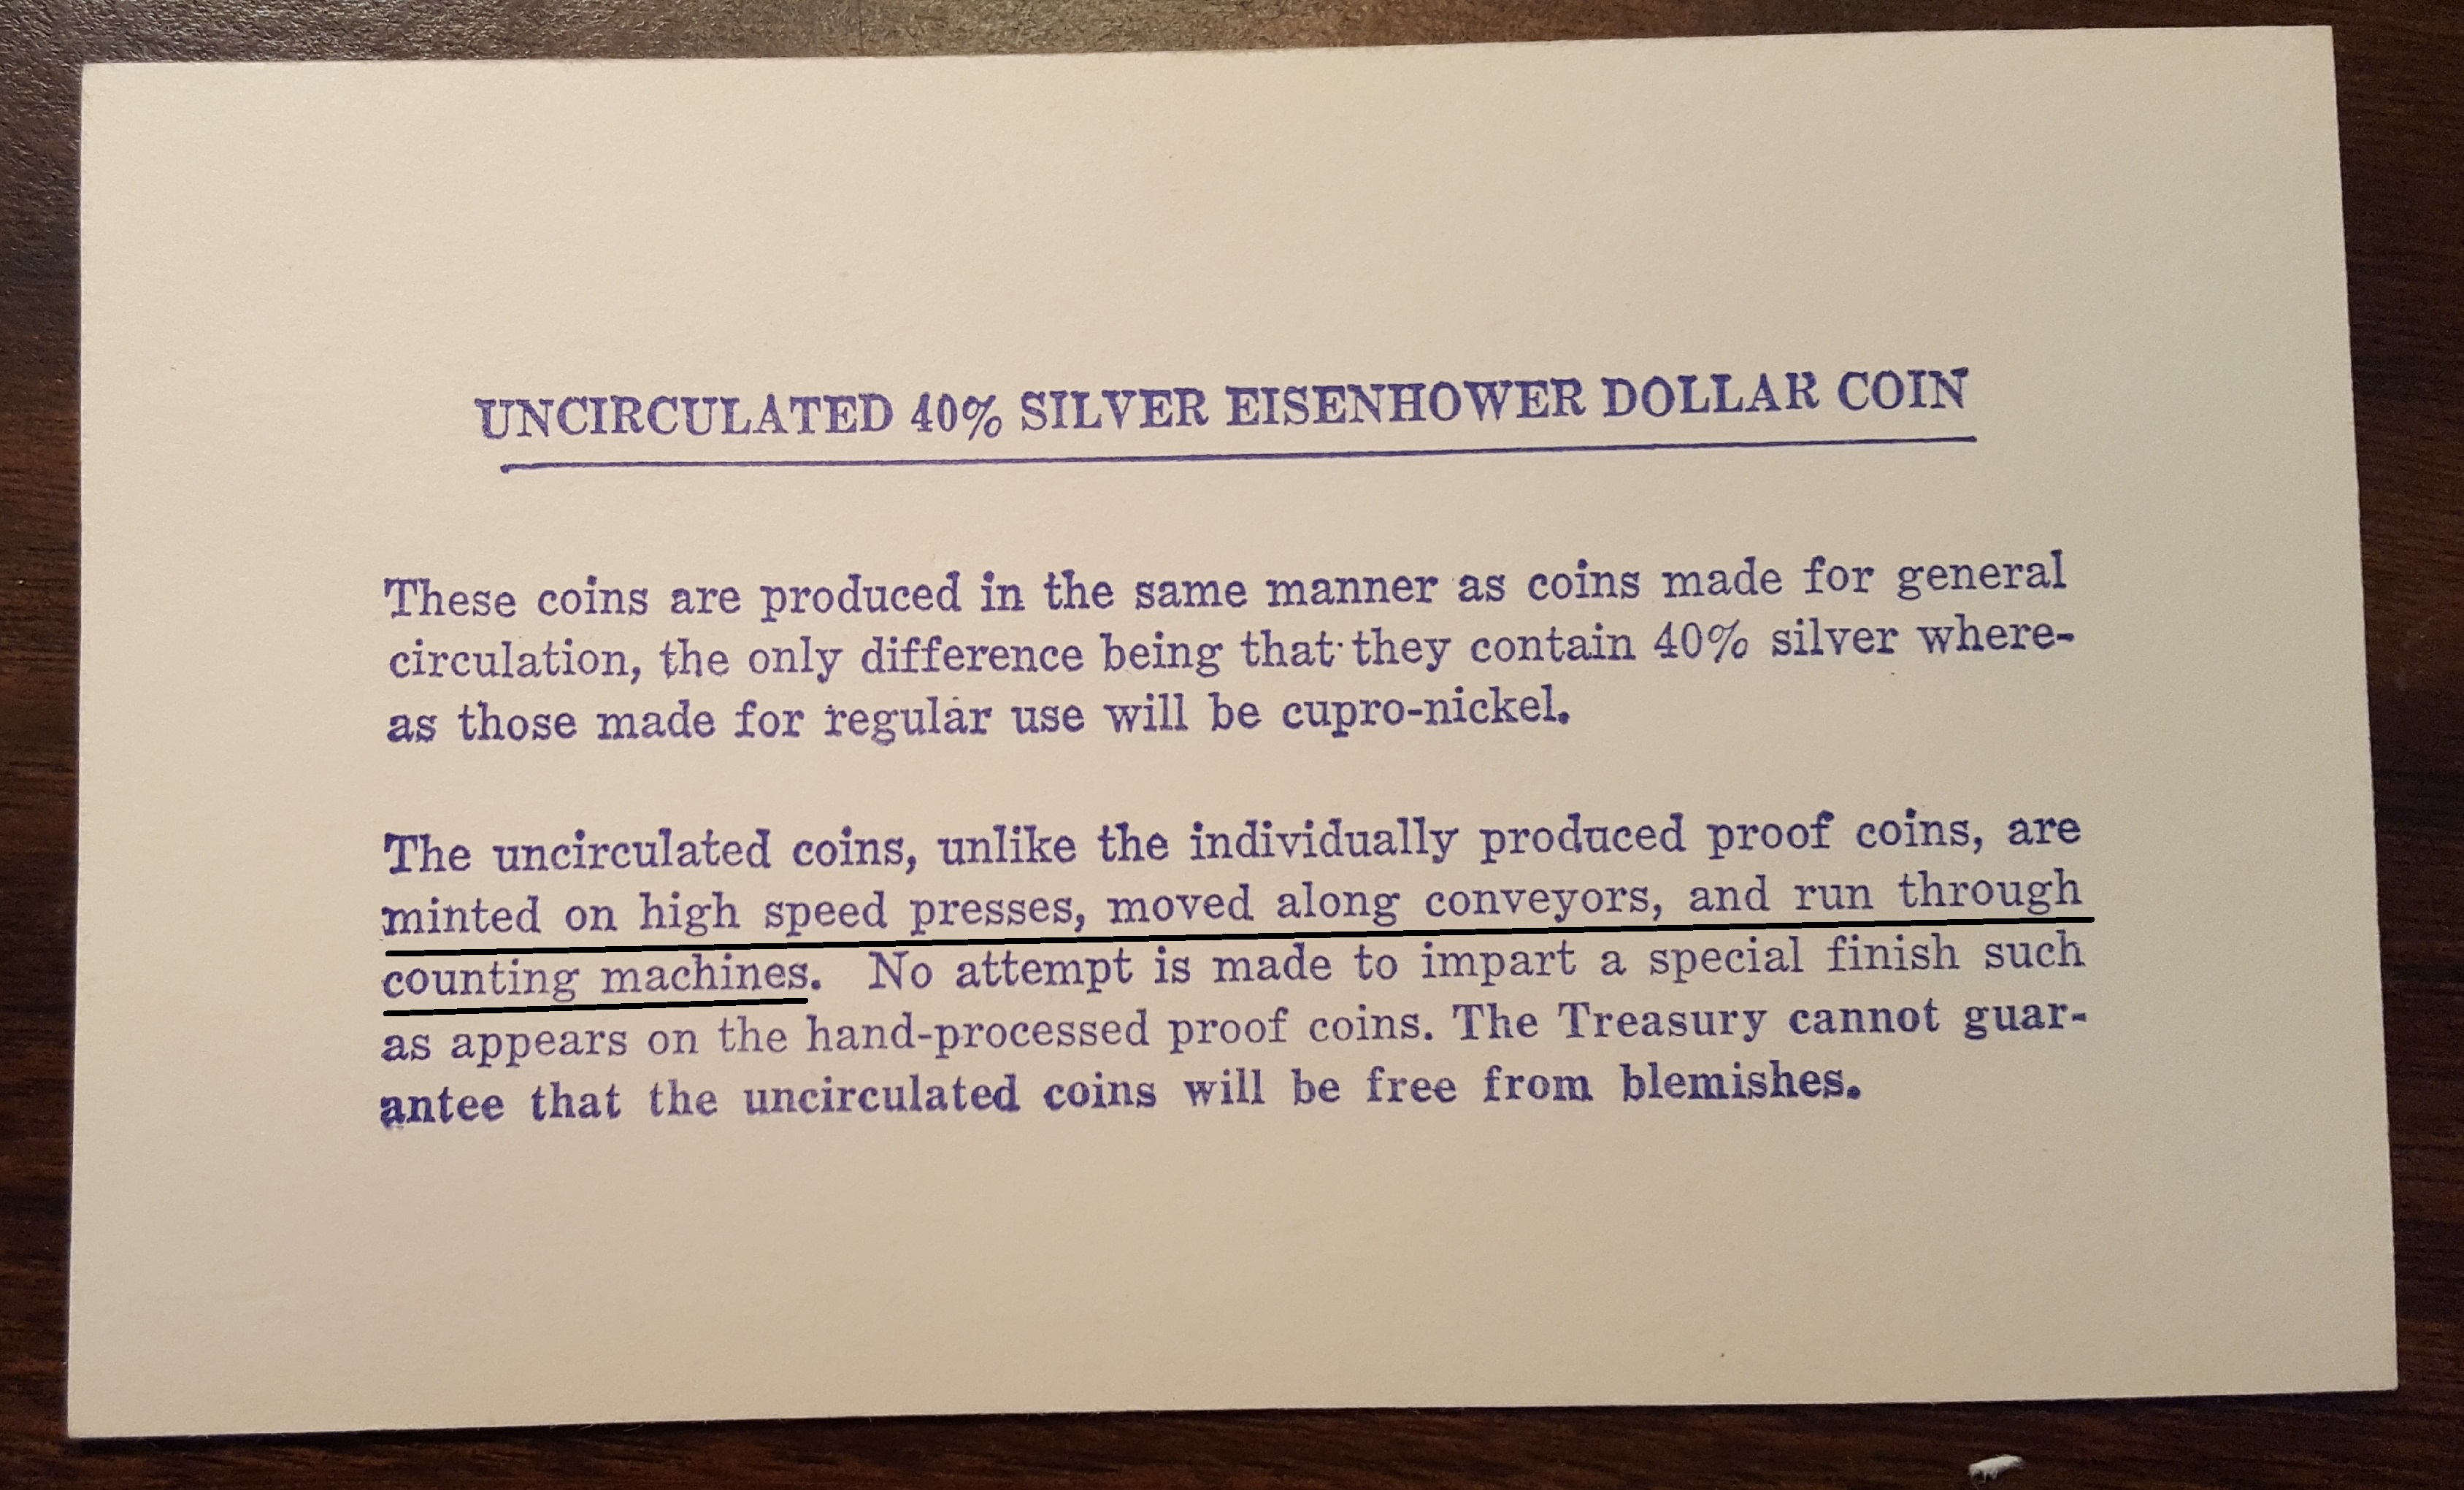 UNCIRCULATED 40% SILVER EISENHOWER DOLLAR COIN
These coins are produced in the same manner as coins made for general
circulation, the only difference being that they contain 40% silver where-
as those made for regular use will be cupro-nickel.
The uncirculated coins, unlike the individually produced proof coins, are
minted on high speed presses, moved along conveyors, and run through
counting machines. No attempt is made to impart a special finish such
as appears on the hand-processed proof coins. The Treasury cannot guar-
antee that the uncirculated coins will be free from blemishes.